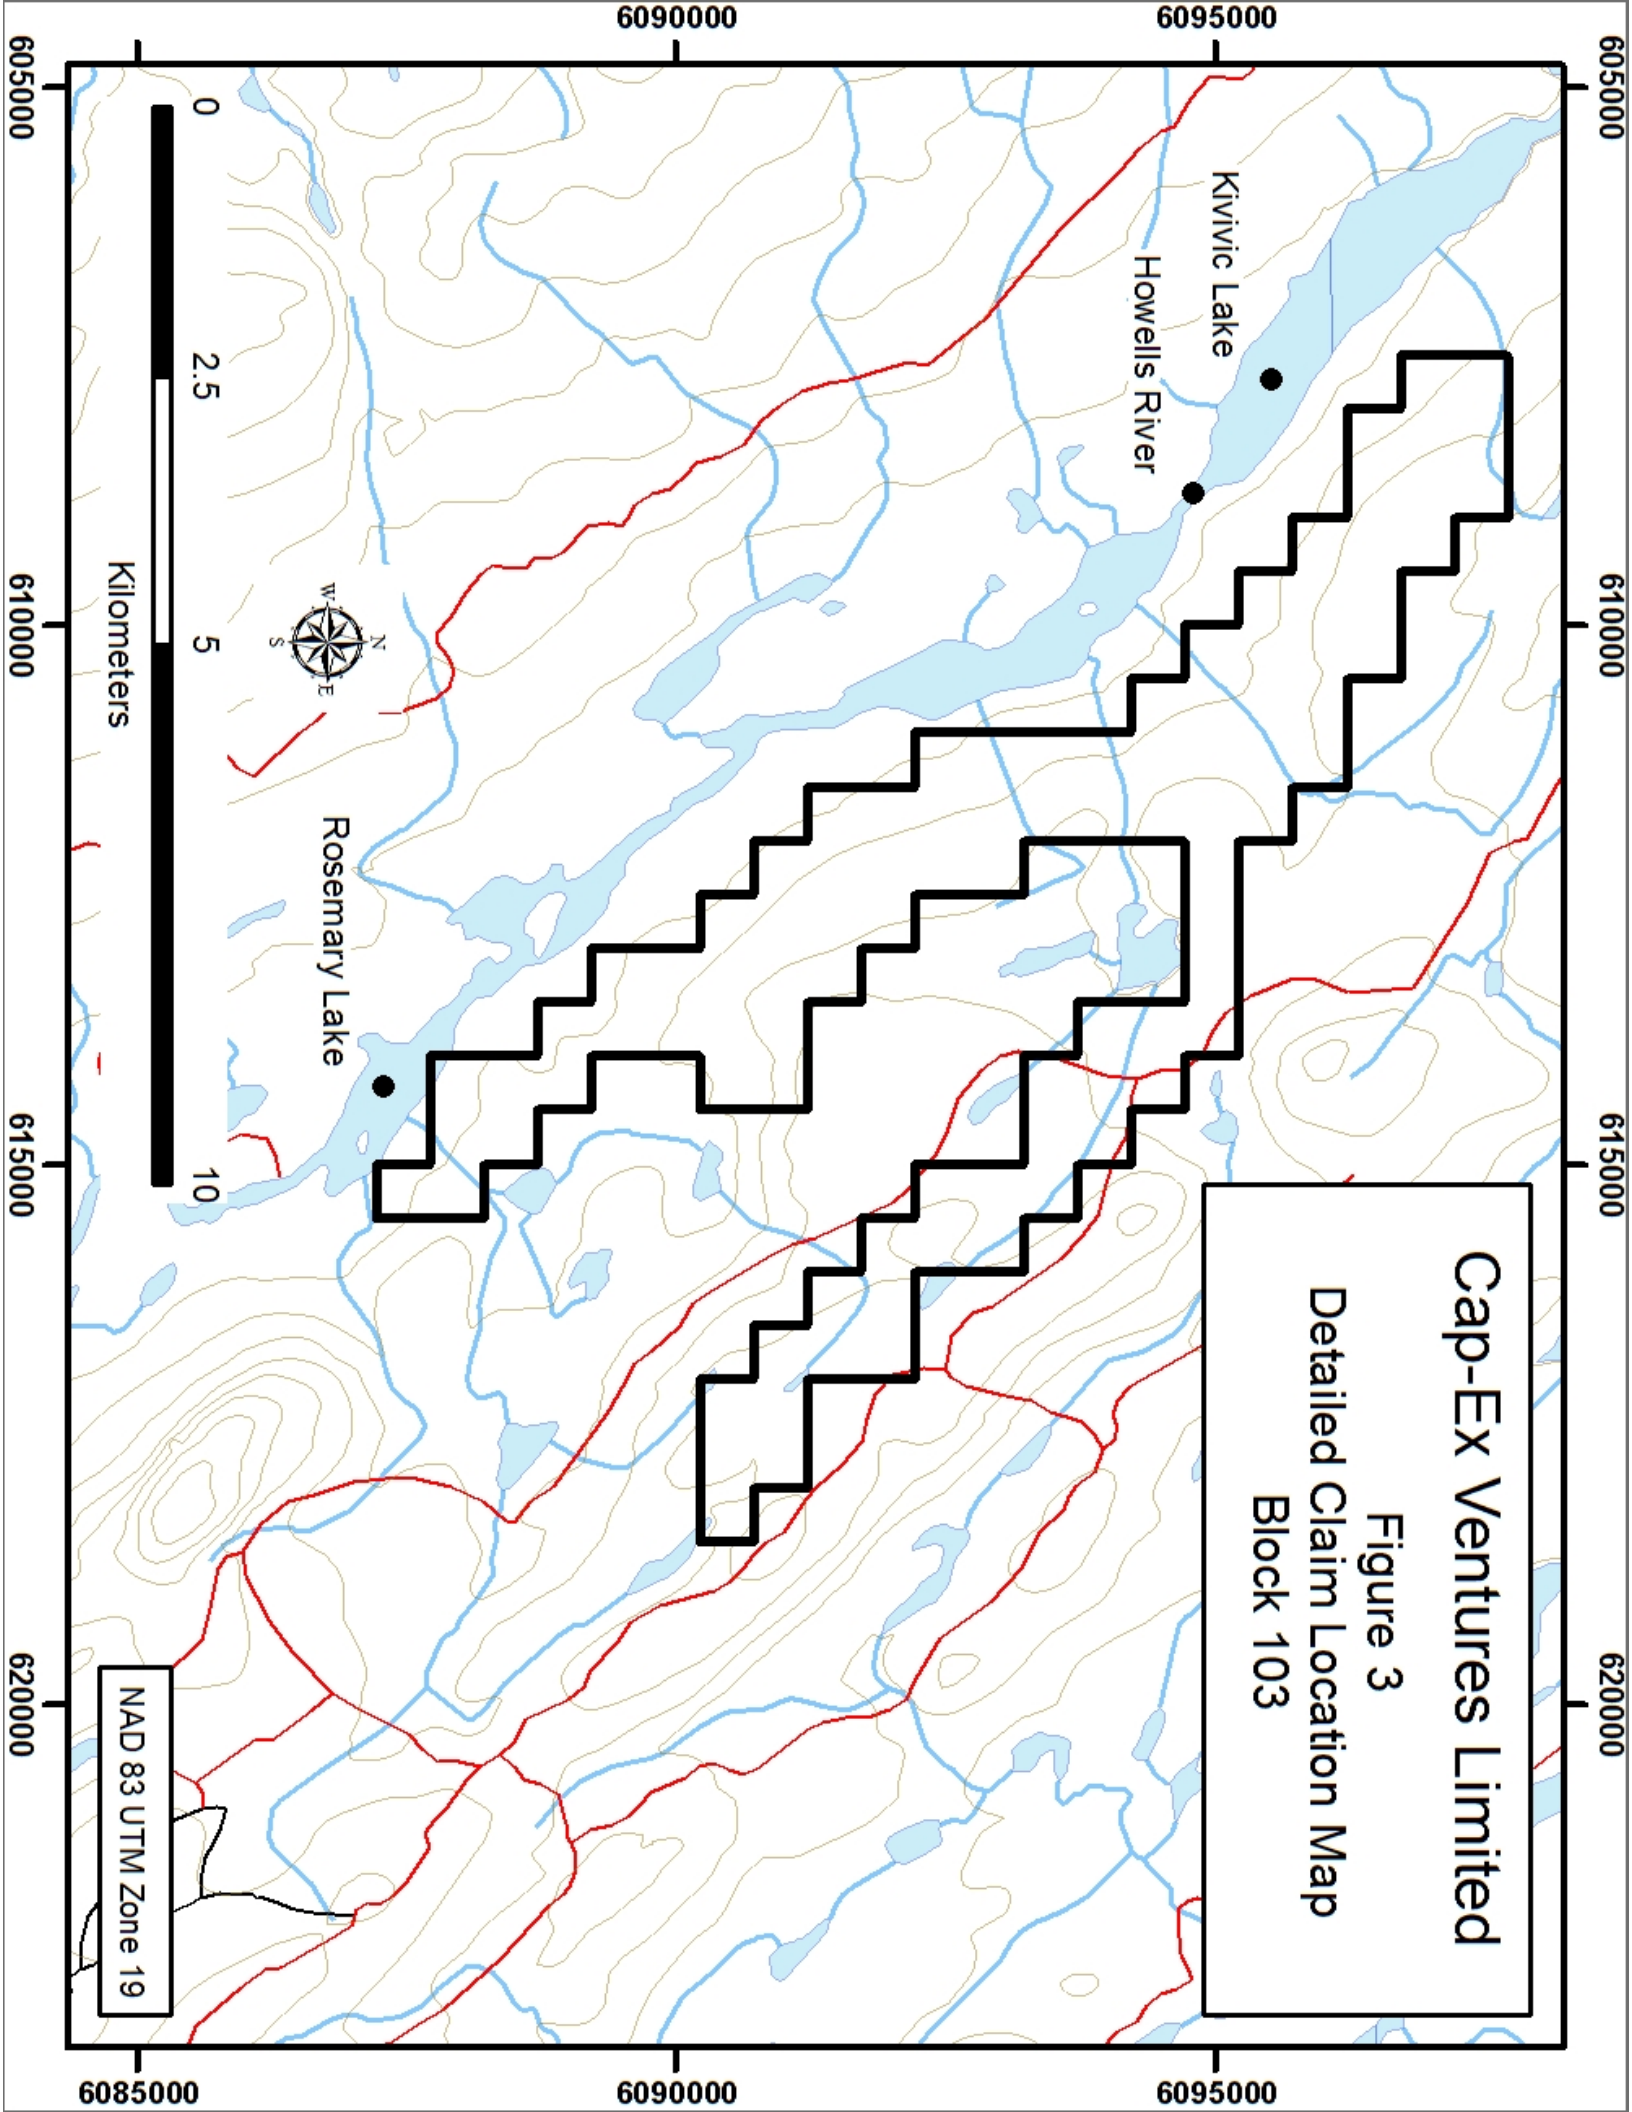 Cap-Ex Ventures Limited
Figure 3
Detailed Claim Location Map
Block 103
605000
610000
615000
620000
6095000
6095000
6090000
6090000
6085000
Kivivic Lake
Howells River
Rosemary Lake
N
W
E
S
0
2.5
5
10
Kilometers
NAD 83 UTM Zone 19
605000
610000
615000
620000